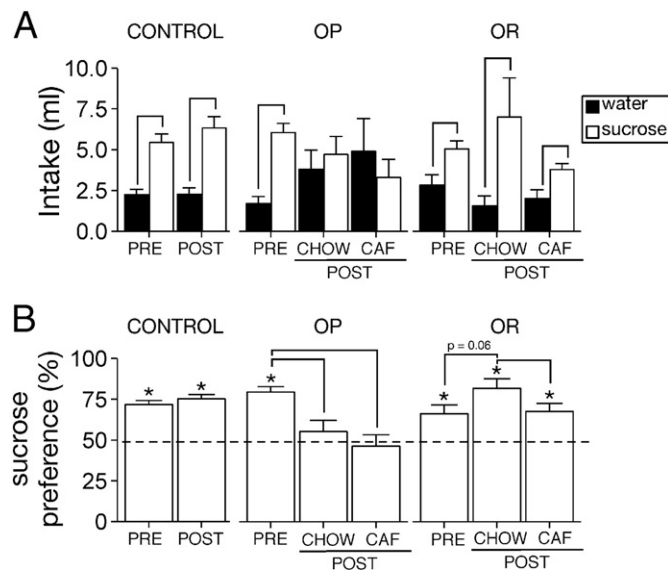 A
CONTROL OP OR
Intake (ml)
10.0
7.5
5.0
2.5
0.0
water
sucrose
PRE POST PRE CHOW CAF PRE CHOW CAF
POST POST
B
CONTROL OP OR
sucrose
preference (%)
100
75
50
25
0
p = 0.06
* * * * * *
PRE POST PRE CHOW CAF PRE CHOW CAF
POST POST